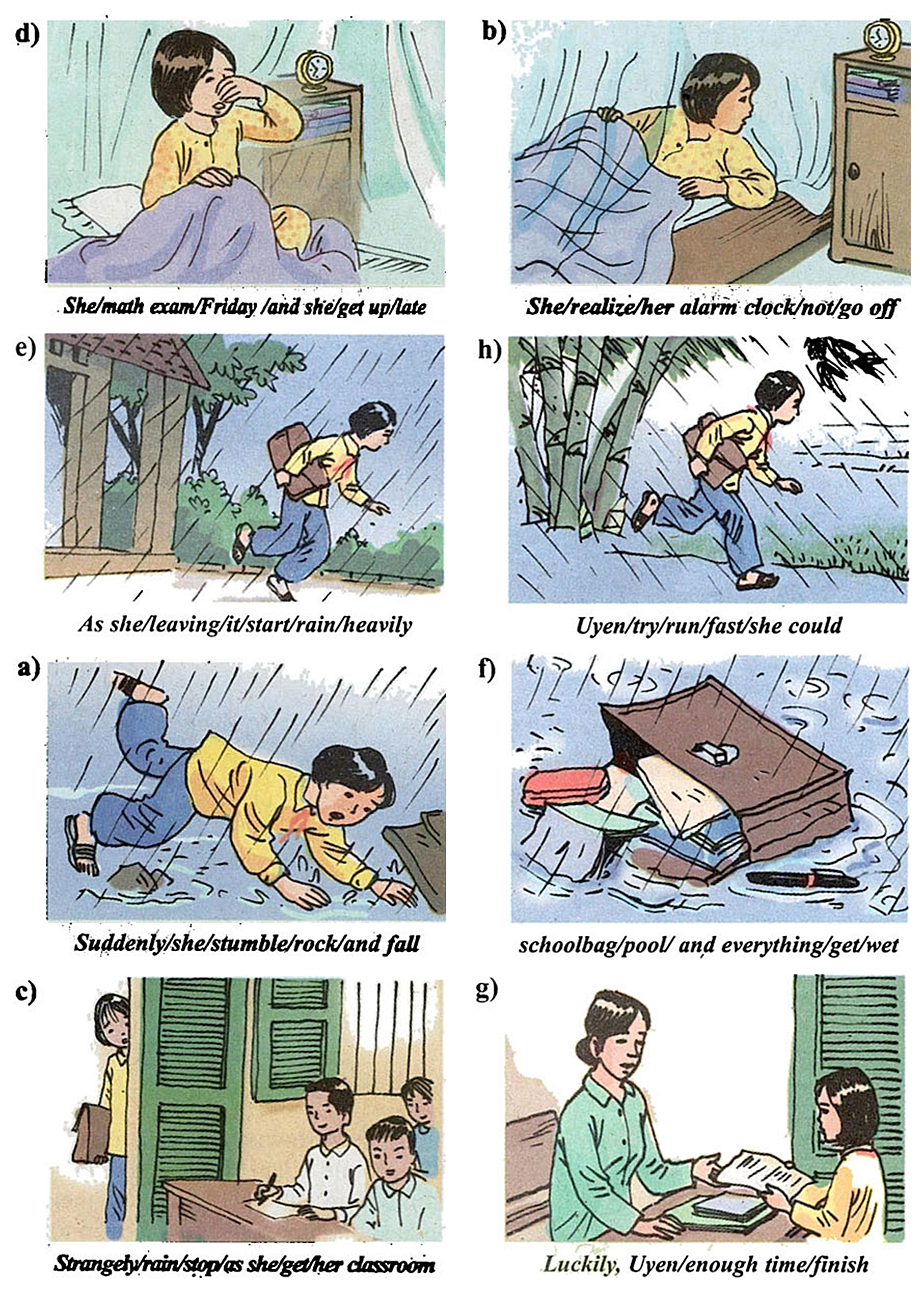 d)
b)
She/math exam/Friday /and she/get up/late
She/realize/her alarm clock/not/go off
e)
h)
As she/leaving/it/start/rain/heavily
Uyen/try/run/fast/she could
a)
f)
Suddenly/she/stumble/rock/and fall
schoolbag/pool/ and everything/get/wet
c)
g)
Strangely/rain/stop/as she/get/her classroom
Luckily, Uyen/enough time/finish